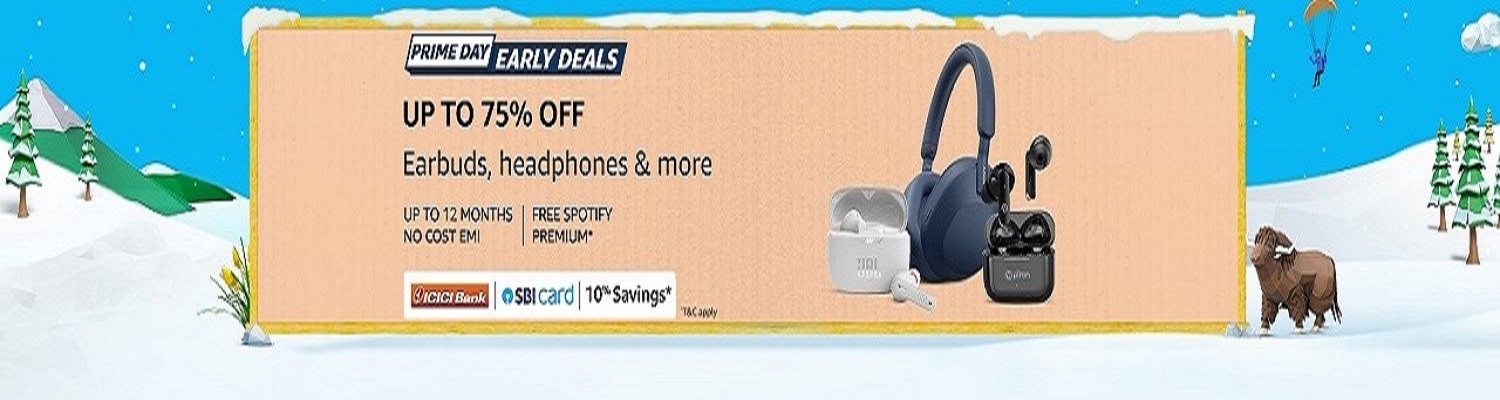 PRIME DAY EARLY DEALS
UP TO 75% OFF
Earbuds, headphones & more
UP TO 12 MONTHS
NO COST EMI
FREE SPOTIFY
PREMIUM*
ICICI Bank SBI card 10% Savings*
*T&C apply
JBL
pTron